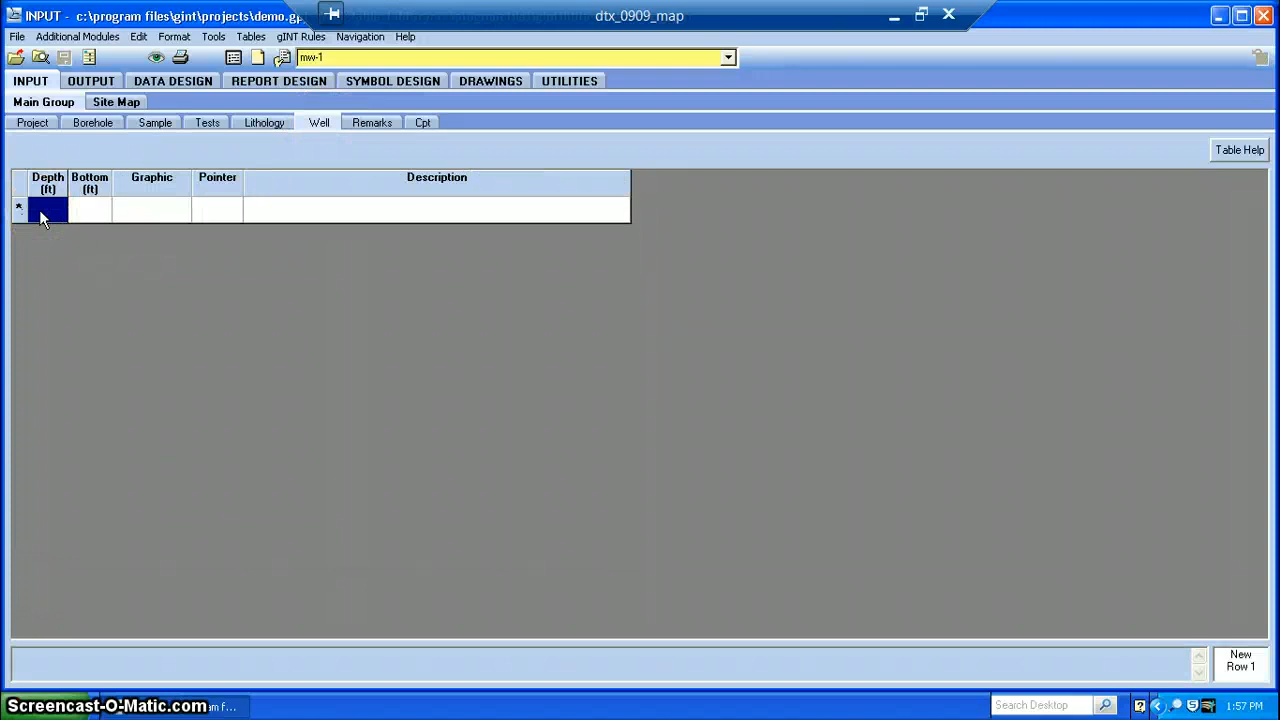 INPUT - c:\program files\gint\projects\demo.gp
dtx_0909_map
File Additional Modules Edit Format Tools Tables gINT Rules Navigation Help
mw-1
INPUT OUTPUT DATA DESIGN REPORT DESIGN SYMBOL DESIGN DRAWINGS UTILITIES
Main Group Site Map
Project Borehole Sample Tests Lithology Well Remarks Cpt
Table Help
Depth (ft) Bottom (ft) Graphic Pointer Description
*
New
Row 1
Screencast-O-Matic.com
am f...
Search Desktop
1:57 PM